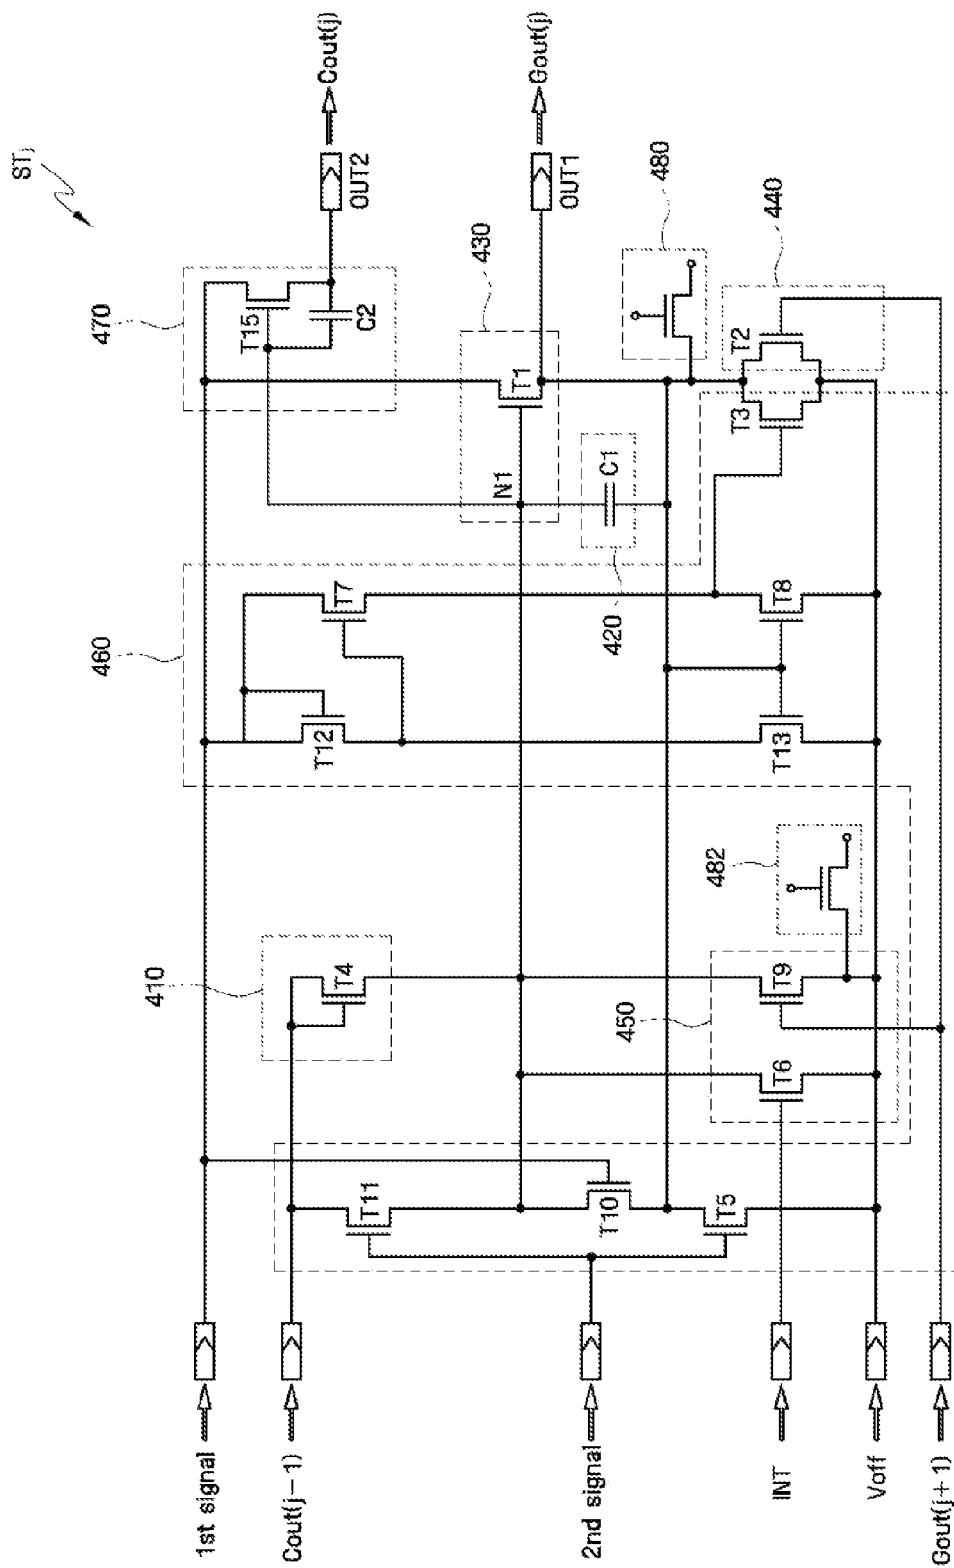 STj
Cout(j)
Gout(j)
OUT2
OUT1
470
T15
C2
430
T1
N1
480
440
T2
T3
C1
420
460
T7
T12
T8
T13
482
410
T4
450
T9
T6
T11
T10
T5
1st signal
Cout(j−1)
2nd signal
INT
Voff
Gout(j+1)